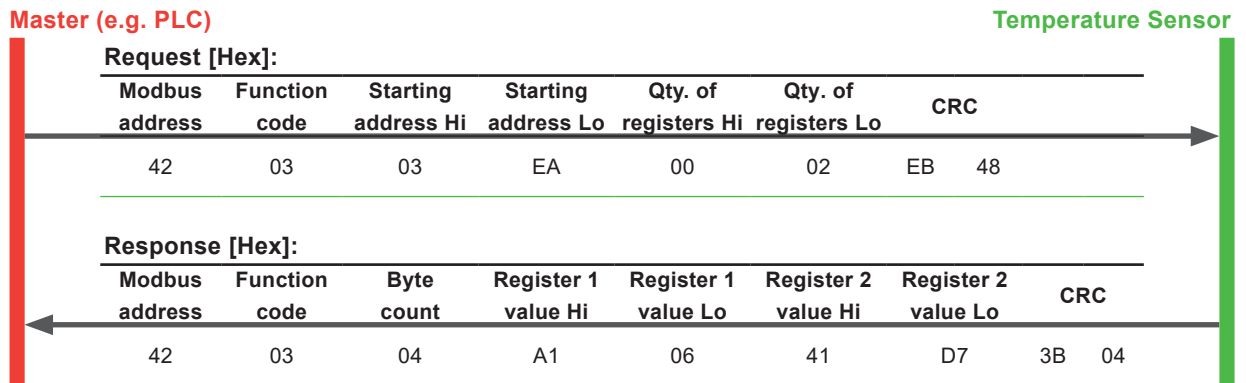 Master (e.g. PLC) Temperature Sensor
Request [Hex]:
Modbus Function Starting Starting Qty. of Qty. of CRC
address code address Hi address Lo registers Hi registers Lo
42 03 03 EA 00 02 EB 48
Response [Hex]:
Modbus Function Byte Register 1 Register 1 Register 2 Register 2 CRC
address code count value Hi value Lo value Hi value Lo
42 03 04 A1 06 41 D7 3B 04